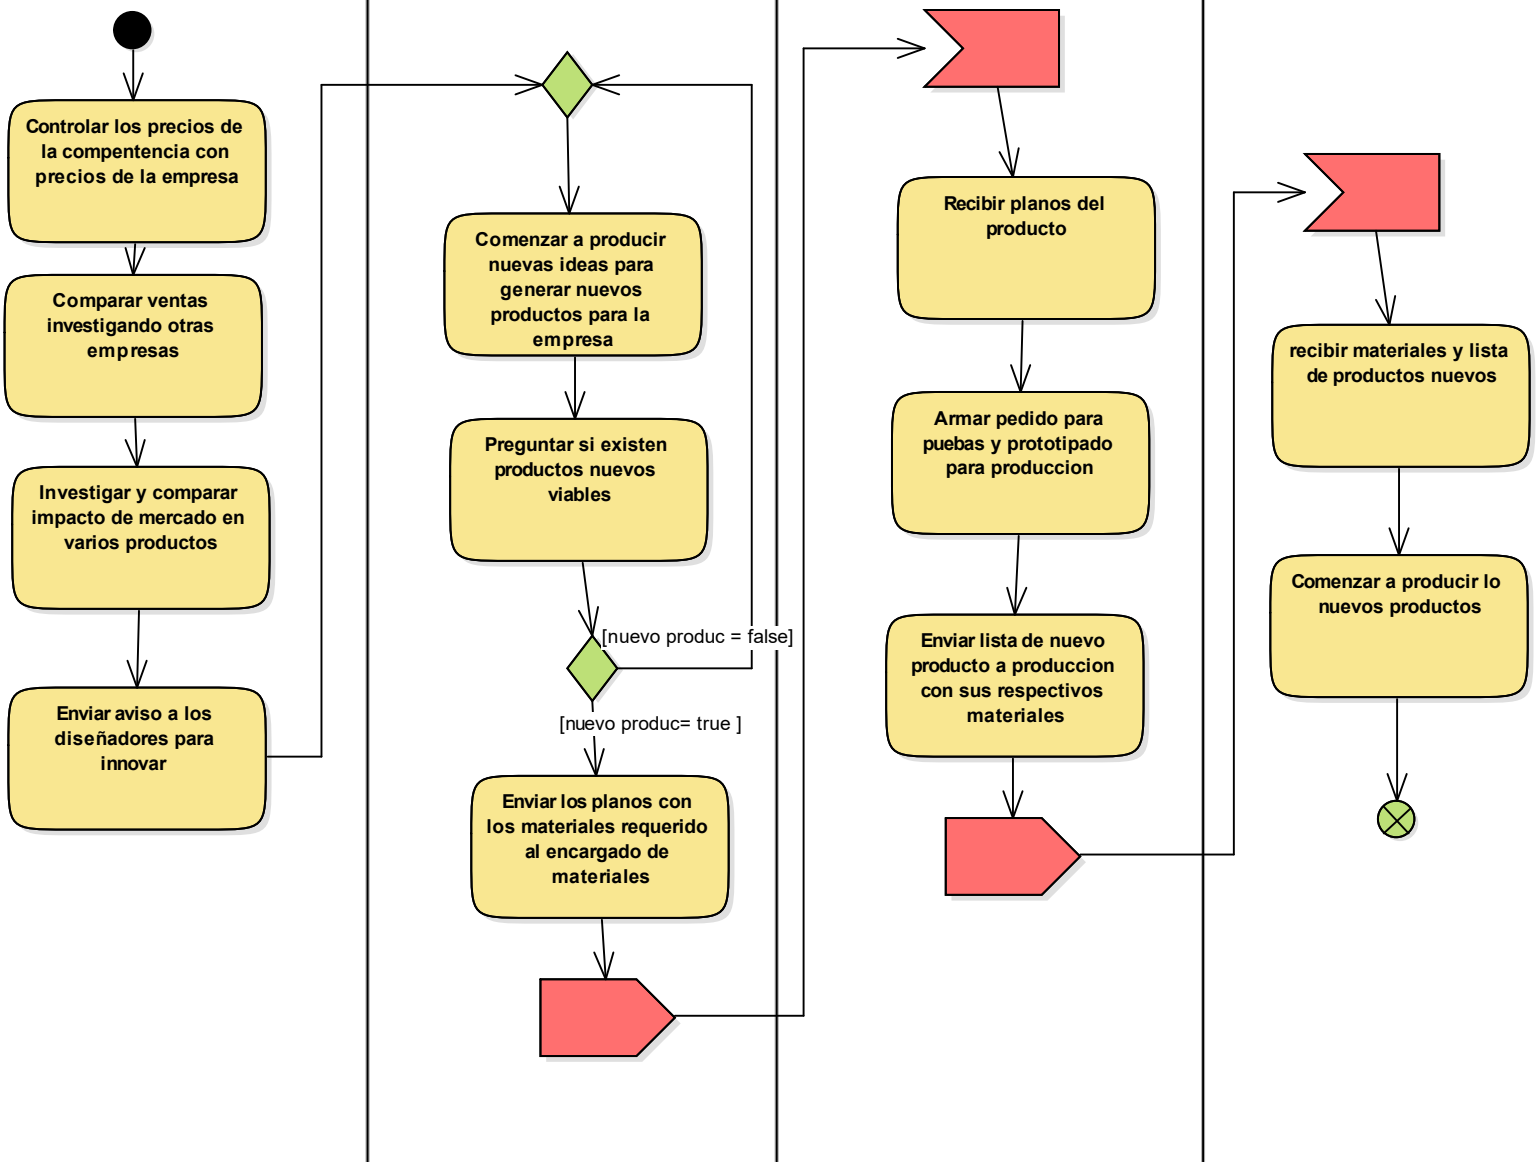 Controlar los precios de
la compentencia con
precios de la empresa
Comparar ventas
investigando otras
empresas
Investigar y comparar
impacto de mercado en
varios productos
Enviar aviso a los
diseñadores para
innovar
Comenzar a producir
nuevas ideas para
generar nuevos
productos para la
empresa
Preguntar si existen
productos nuevos
viables
[nuevo produc = false]
[nuevo produc= true ]
Enviar los planos con
los materiales requerido
al encargado de
materiales
Recibir planos del
producto
Armar pedido para
puebas y prototipado
para produccion
Enviar lista de nuevo
producto a produccion
con sus respectivos
materiales
recibir materiales y lista
de productos nuevos
Comenzar a producir lo
nuevos productos